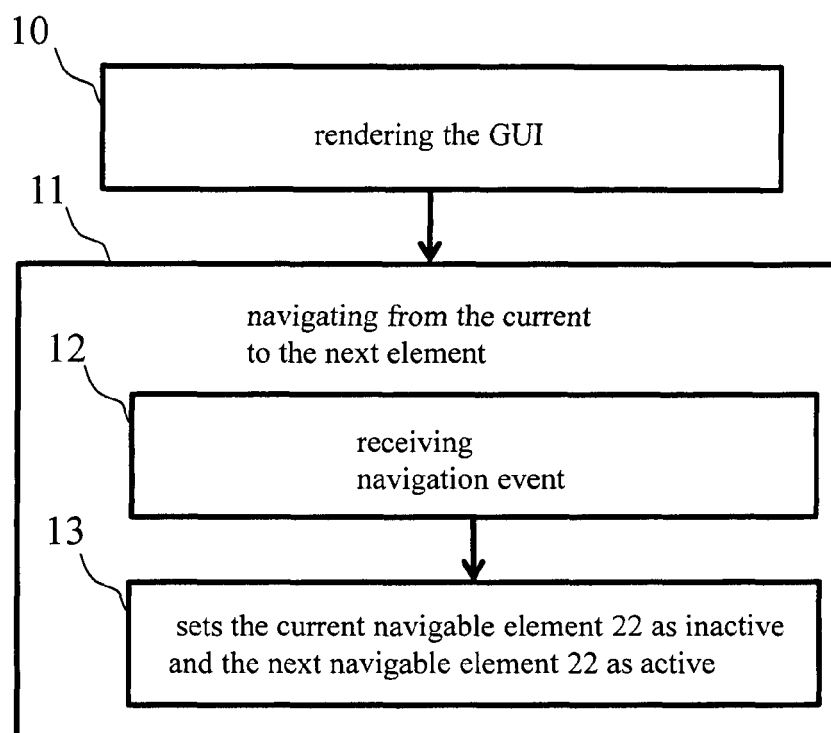 10
rendering the GUI
11
navigating from the current
to the next element
12
receiving
navigation event
13
sets the current navigable element 22 as inactive
and the next navigable element 22 as active